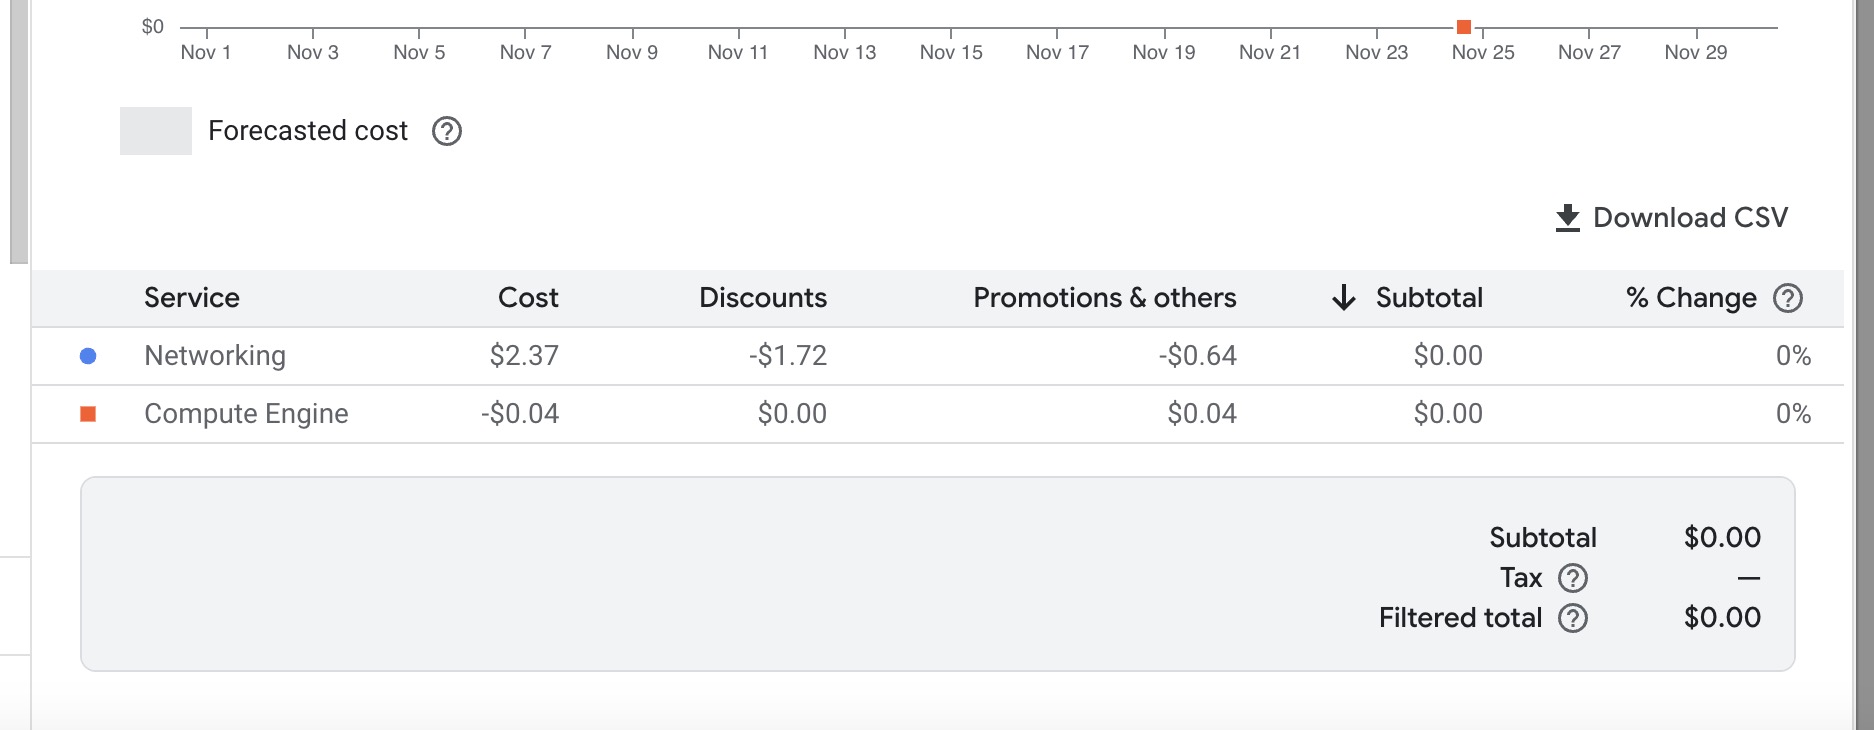 $0
Nov 1 Nov 3 Nov 5 Nov 7 Nov 9 Nov 11 Nov 13 Nov 15 Nov 17 Nov 19 Nov 21 Nov 23 Nov 25 Nov 27 Nov 29
Forecasted cost
Download CSV
Service Cost Discounts Promotions & others Subtotal % Change
Networking $2.37 -$1.72 -$0.64 $0.00 0%
Compute Engine -$0.04 $0.00 $0.04 $0.00 0%
Subtotal $0.00
Tax —
Filtered total $0.00